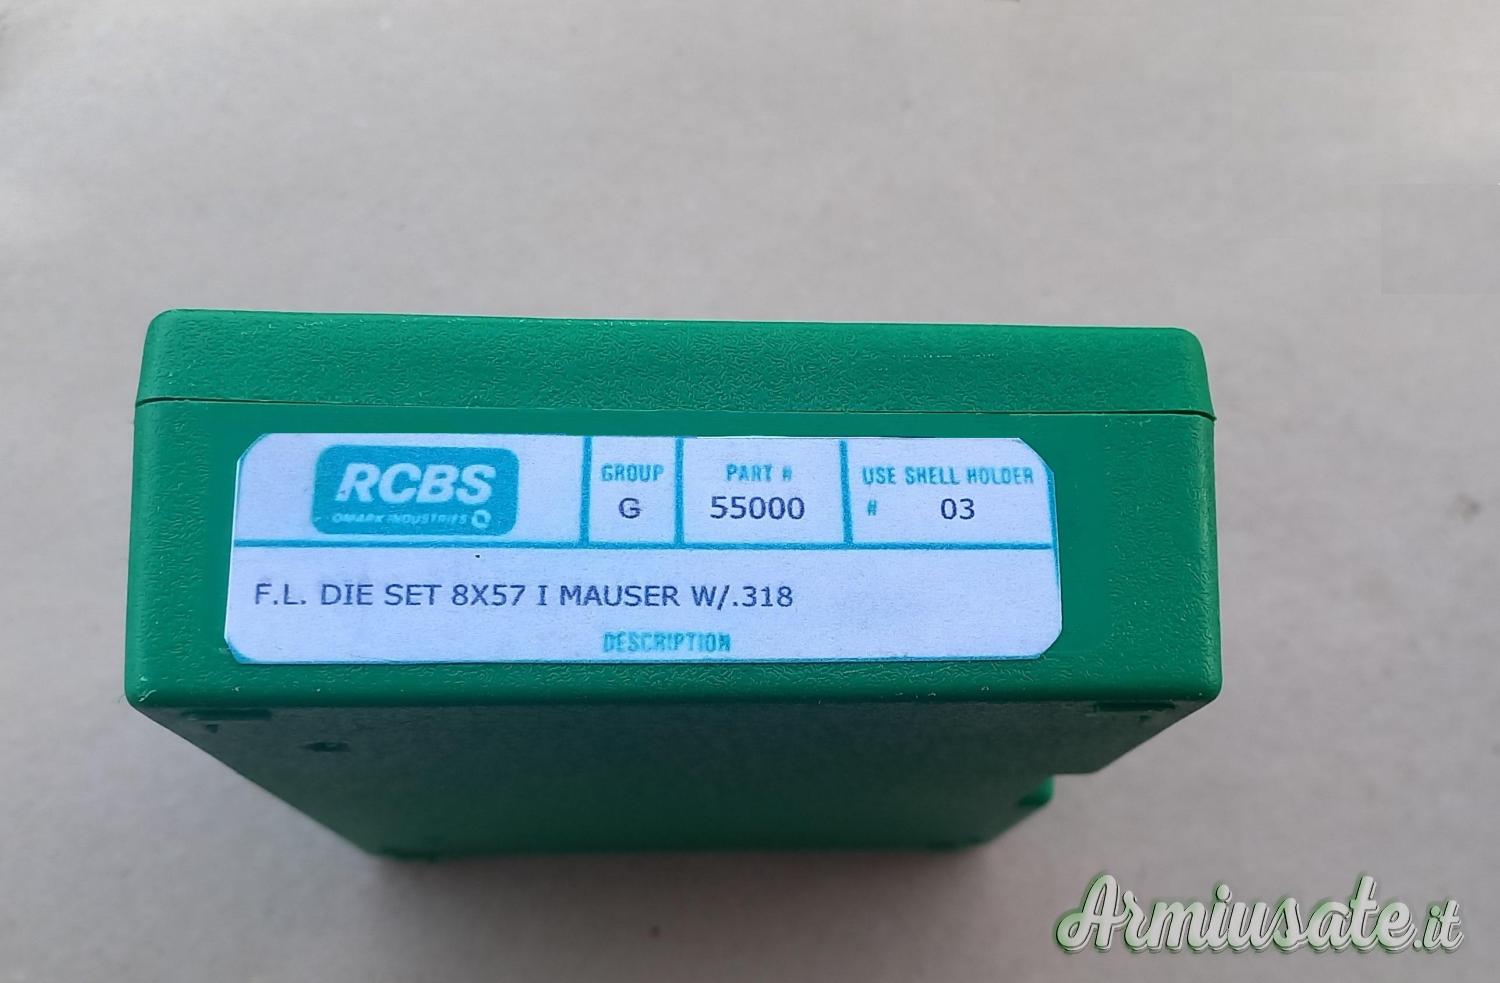 RCBS
OMARK INDUSTRIES
GROUP
G
PART #
55000
USE SHELL HOLDER
# 03
F.L. DIE SET 8X57 I MAUSER W/.318
DESCRIPTION
Armiusate.it